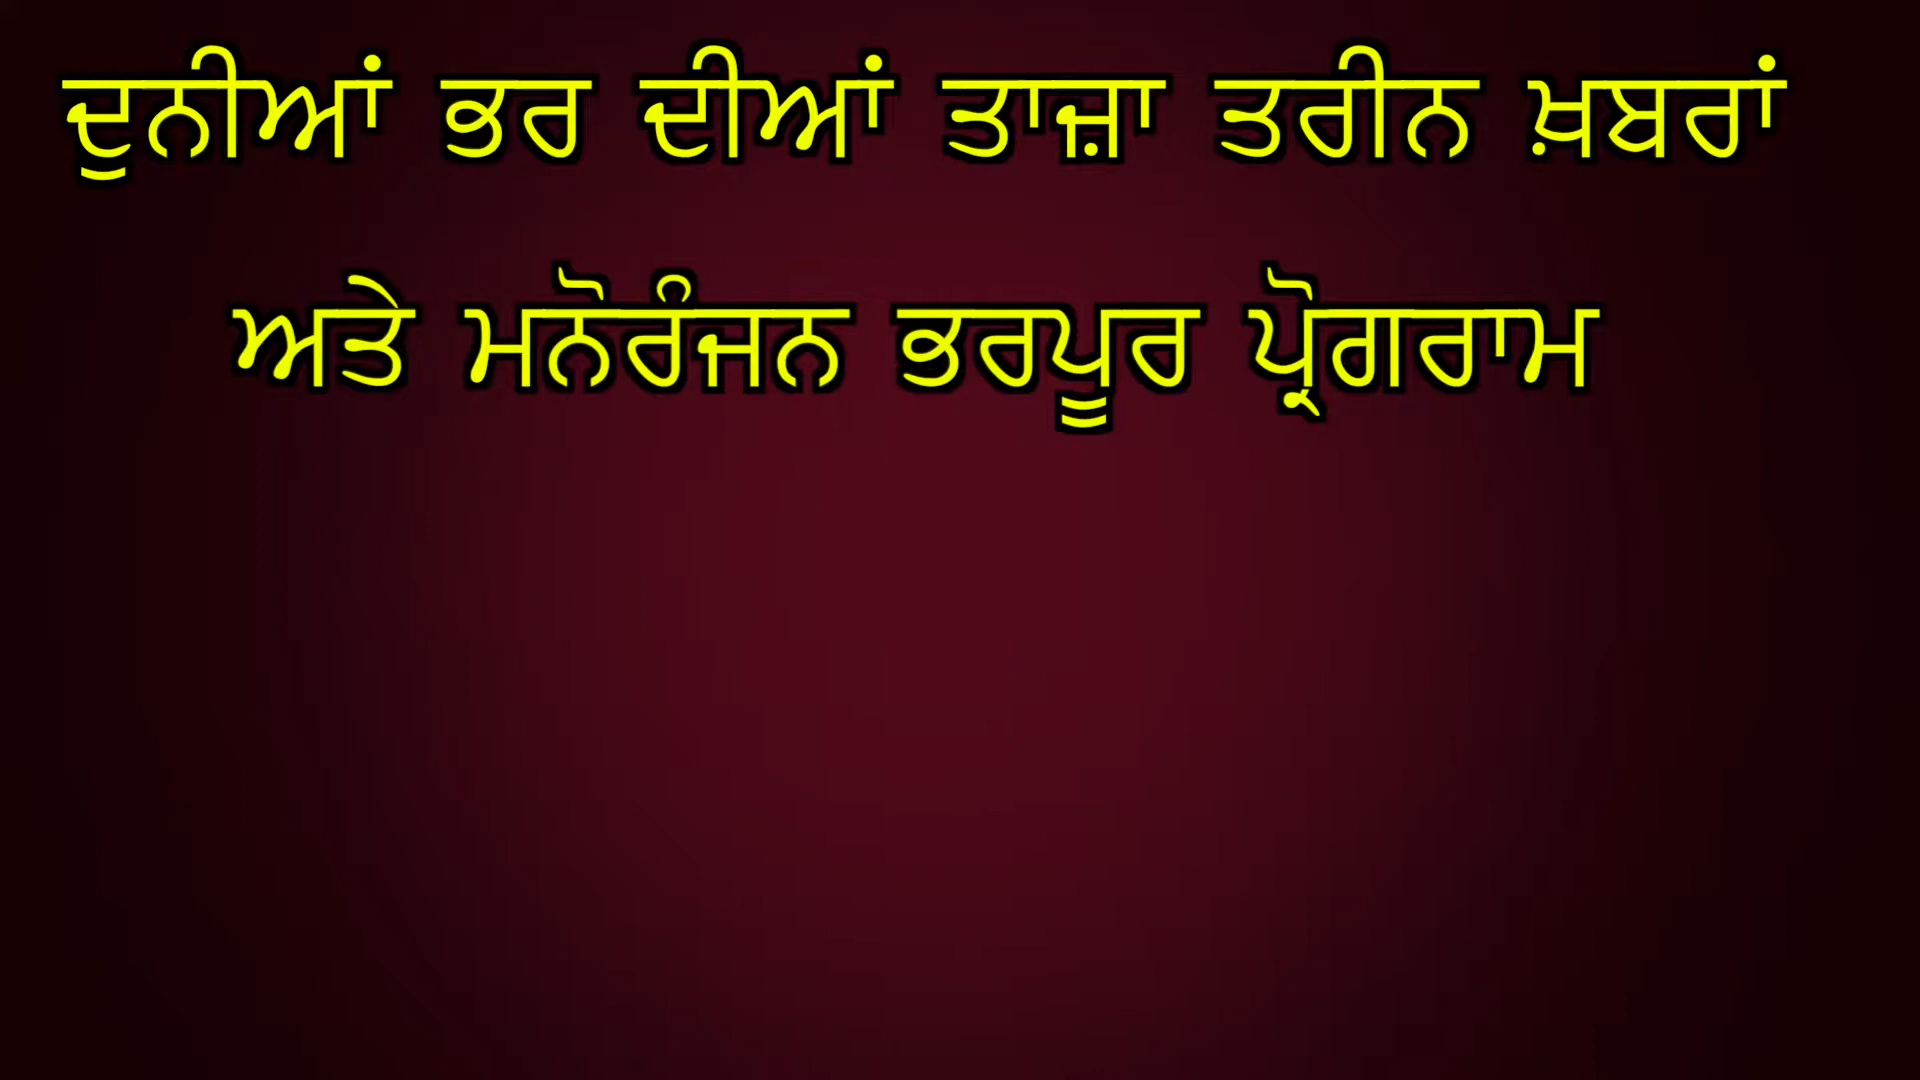 ਦੁਨੀਆਂ ਭਰ ਦੀਆਂ ਤਾਜ਼ਾ ਤਰੀਨ ਖ਼ਬਰਾਂ
ਅਤੇ ਮਨੋਰੰਜਨ ਭਰਪੂਰ ਪ੍ਰੋਗਰਾਮ